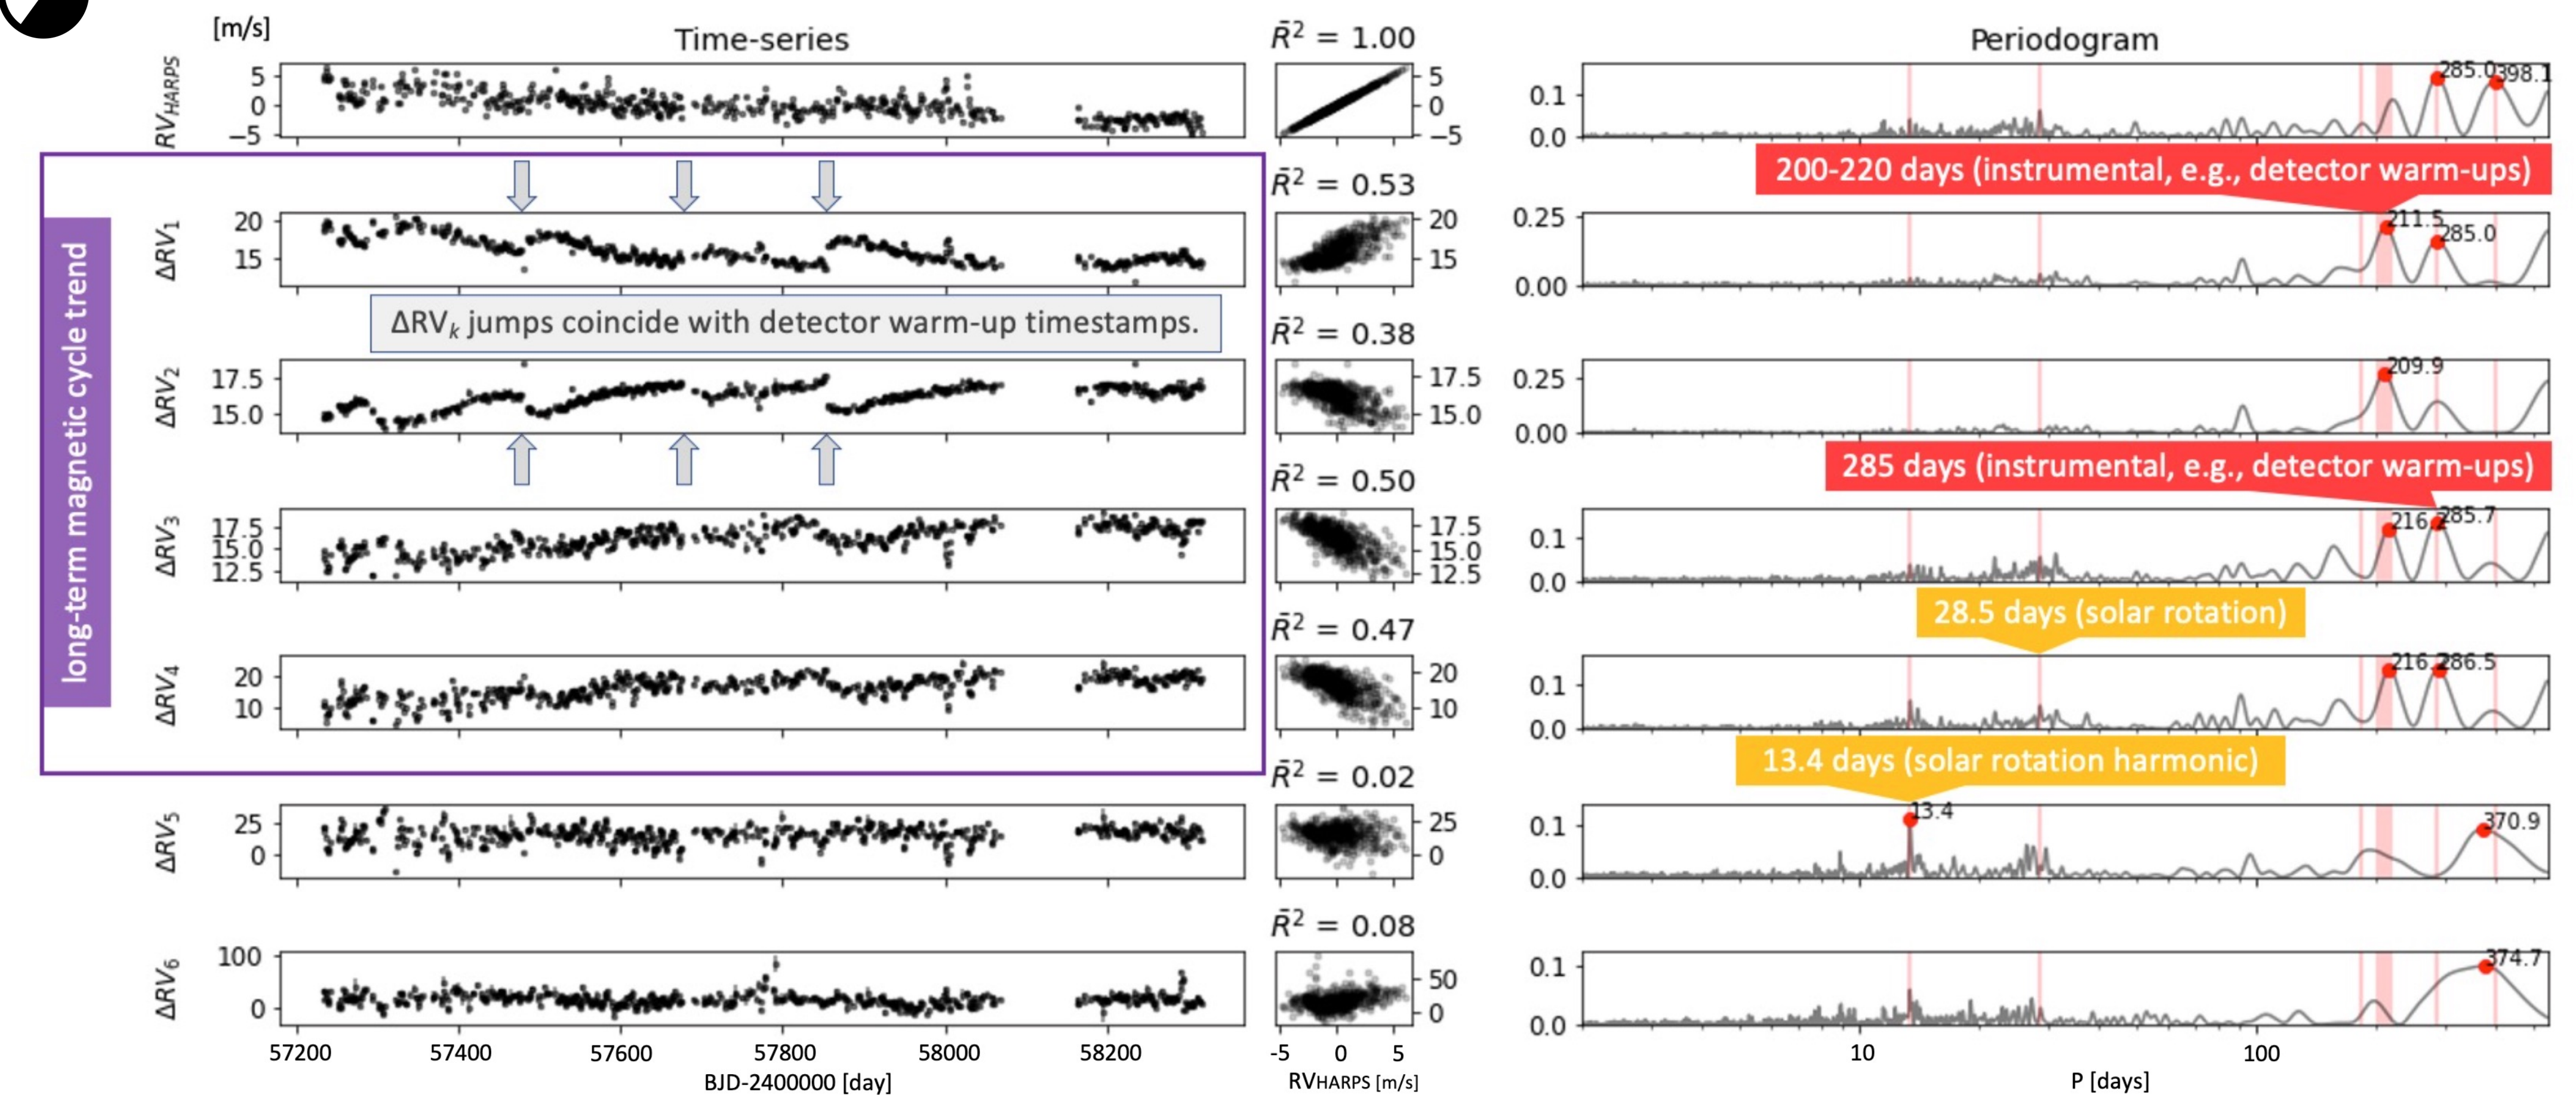 [m/s]
Time-series
R̄² = 1.00
Periodogram
RV_HARPS
5
0
−5
5
0
−5
0.1
0.0
285.0
398.1
200-220 days (instrumental, e.g., detector warm-ups)
long-term magnetic cycle trend
R̄² = 0.53
ΔRV₁
20
15
20
15
0.25
0.00
211.5
285.0
ΔRVₖ jumps coincide with detector warm-up timestamps.
R̄² = 0.38
ΔRV₂
17.5
15.0
17.5
15.0
0.25
0.00
209.9
285 days (instrumental, e.g., detector warm-ups)
R̄² = 0.50
ΔRV₃
17.5
15.0
12.5
17.5
15.0
12.5
0.1
0.0
216.2
285.7
28.5 days (solar rotation)
R̄² = 0.47
ΔRV₄
20
10
20
10
0.1
0.0
286.5
13.4 days (solar rotation harmonic)
R̄² = 0.02
ΔRV₅
25
0
25
0
0.1
0.0
13.4
370.9
R̄² = 0.08
ΔRV₆
100
0
50
0
0.1
0.0
374.7
57200 57400 57600 57800 58000 58200
-5 0 5
10 100
BJD-2400000 [day]
RVHARPS [m/s]
P [days]